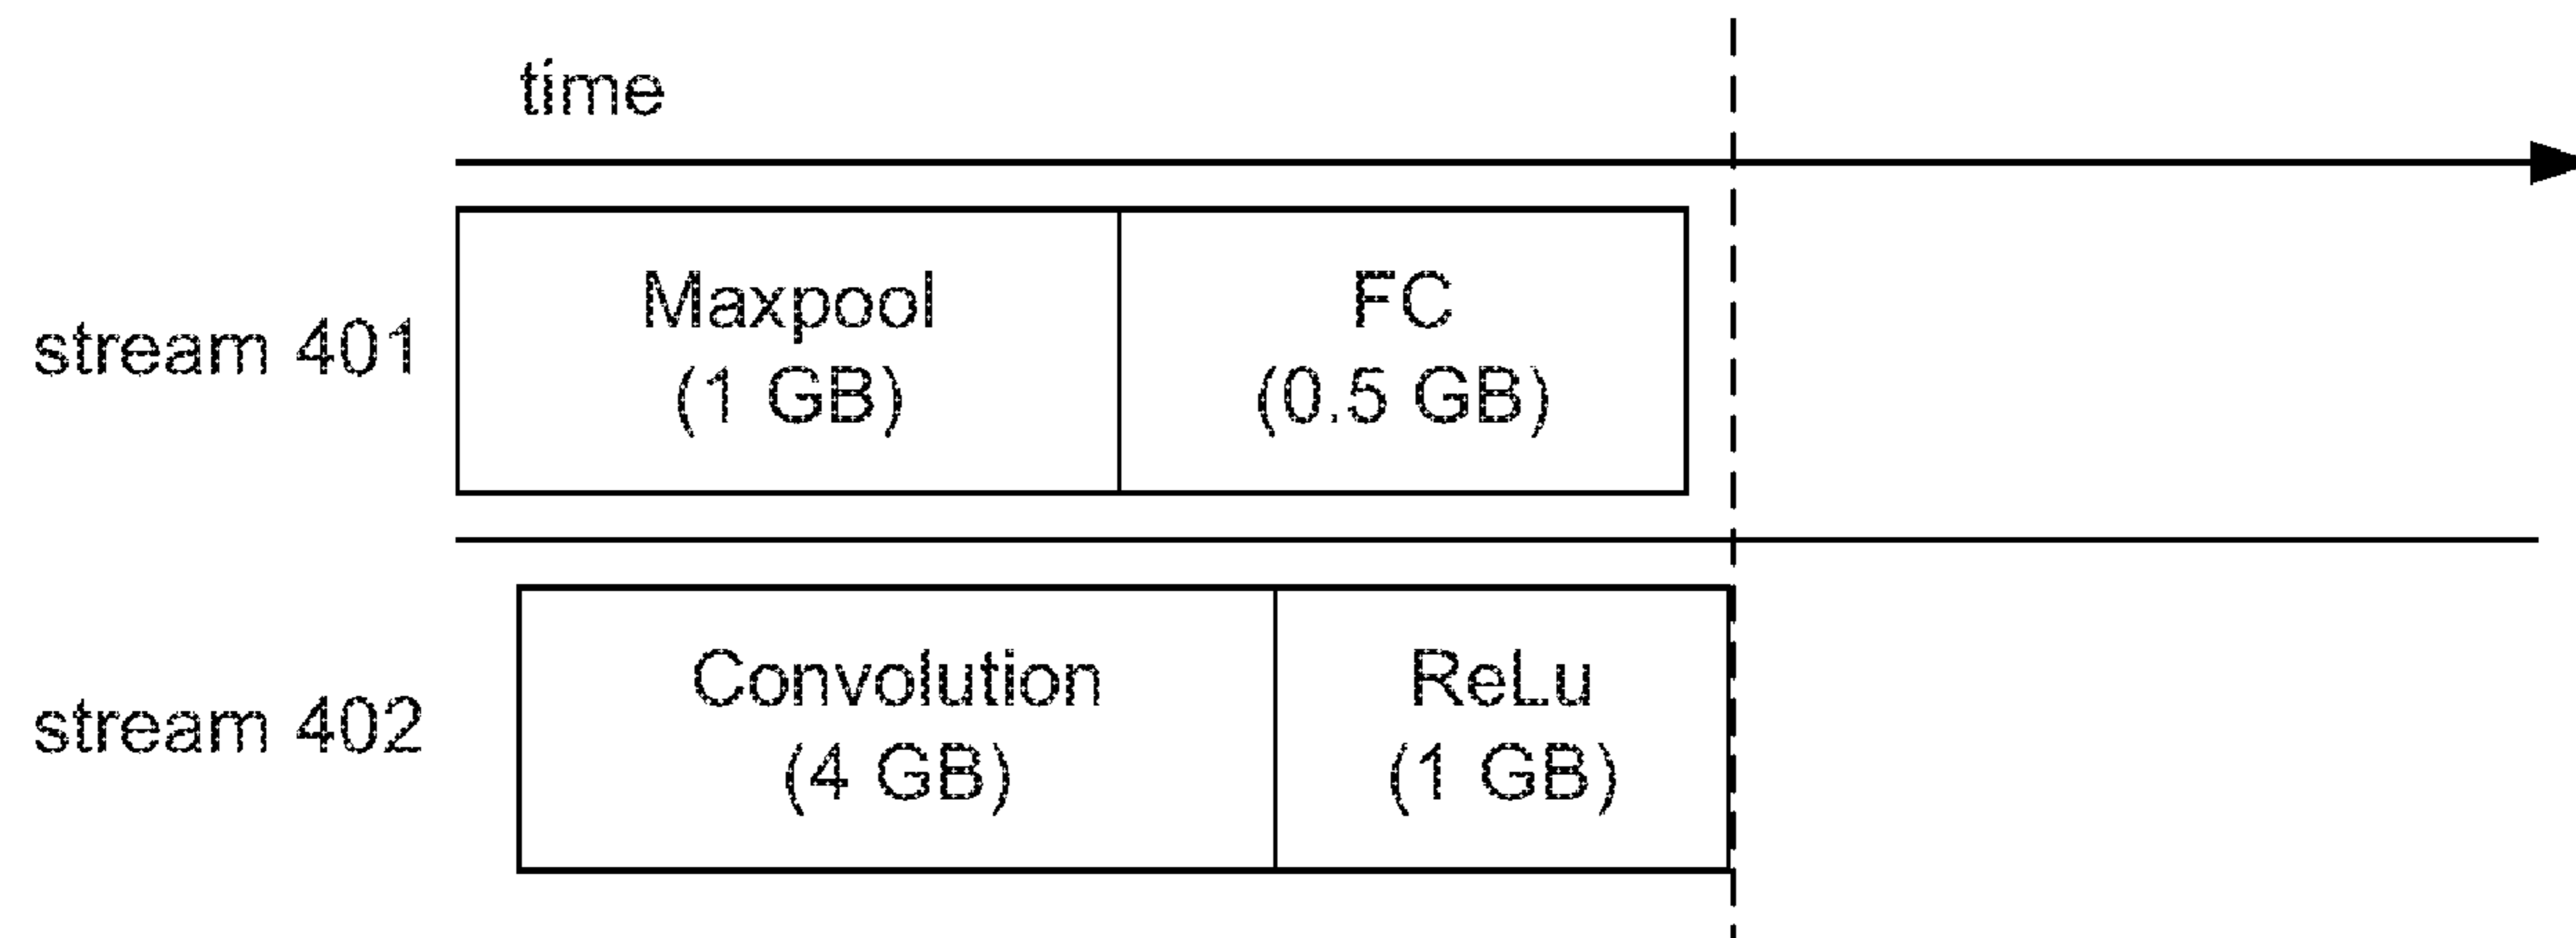 time
stream 401
Maxpool
(1 GB)
FC
(0.5 GB)
stream 402
Convolution
(4 GB)
ReLu
(1 GB)